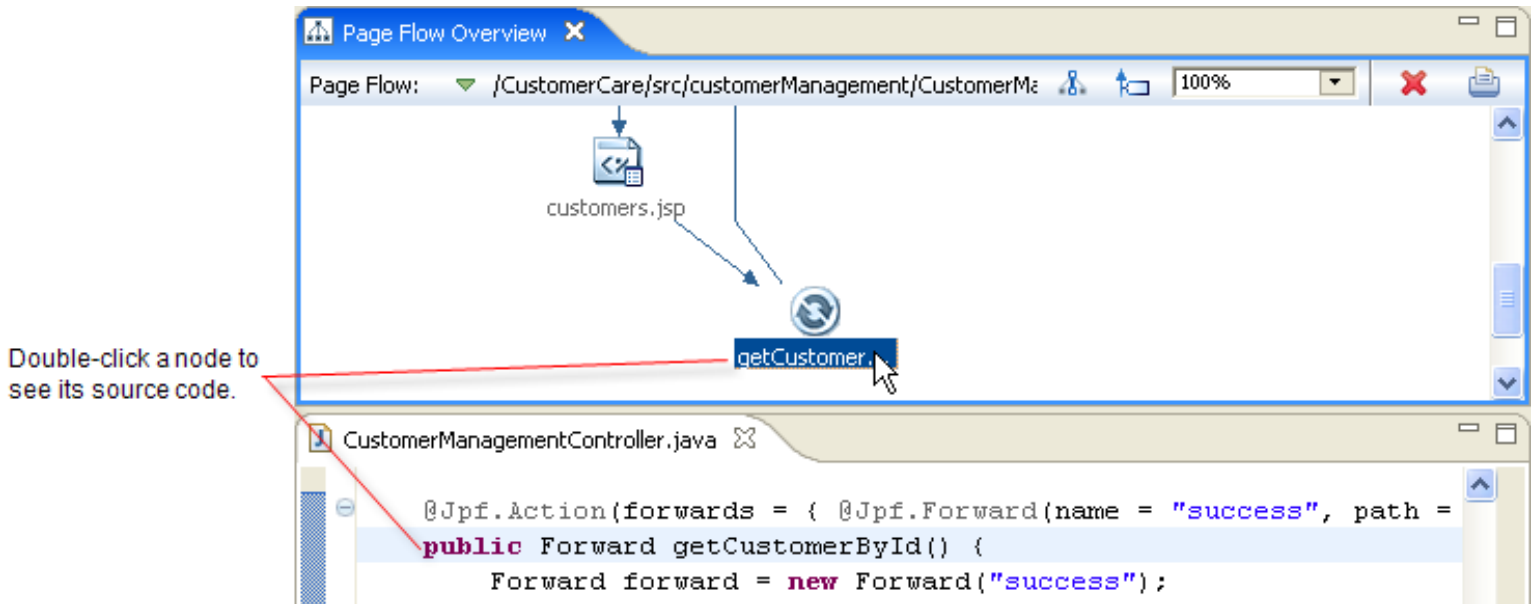 Page Flow Overview
Page Flow: /CustomerCare/src/customerManagement/CustomerMa 100%
customers.jsp
getCustomer...
Double-click a node to
see its source code.
CustomerManagementController.java
@Jpf.Action(forwards = { @Jpf.Forward(name = "success", path =
public Forward getCustomerById() {
Forward forward = new Forward("success");